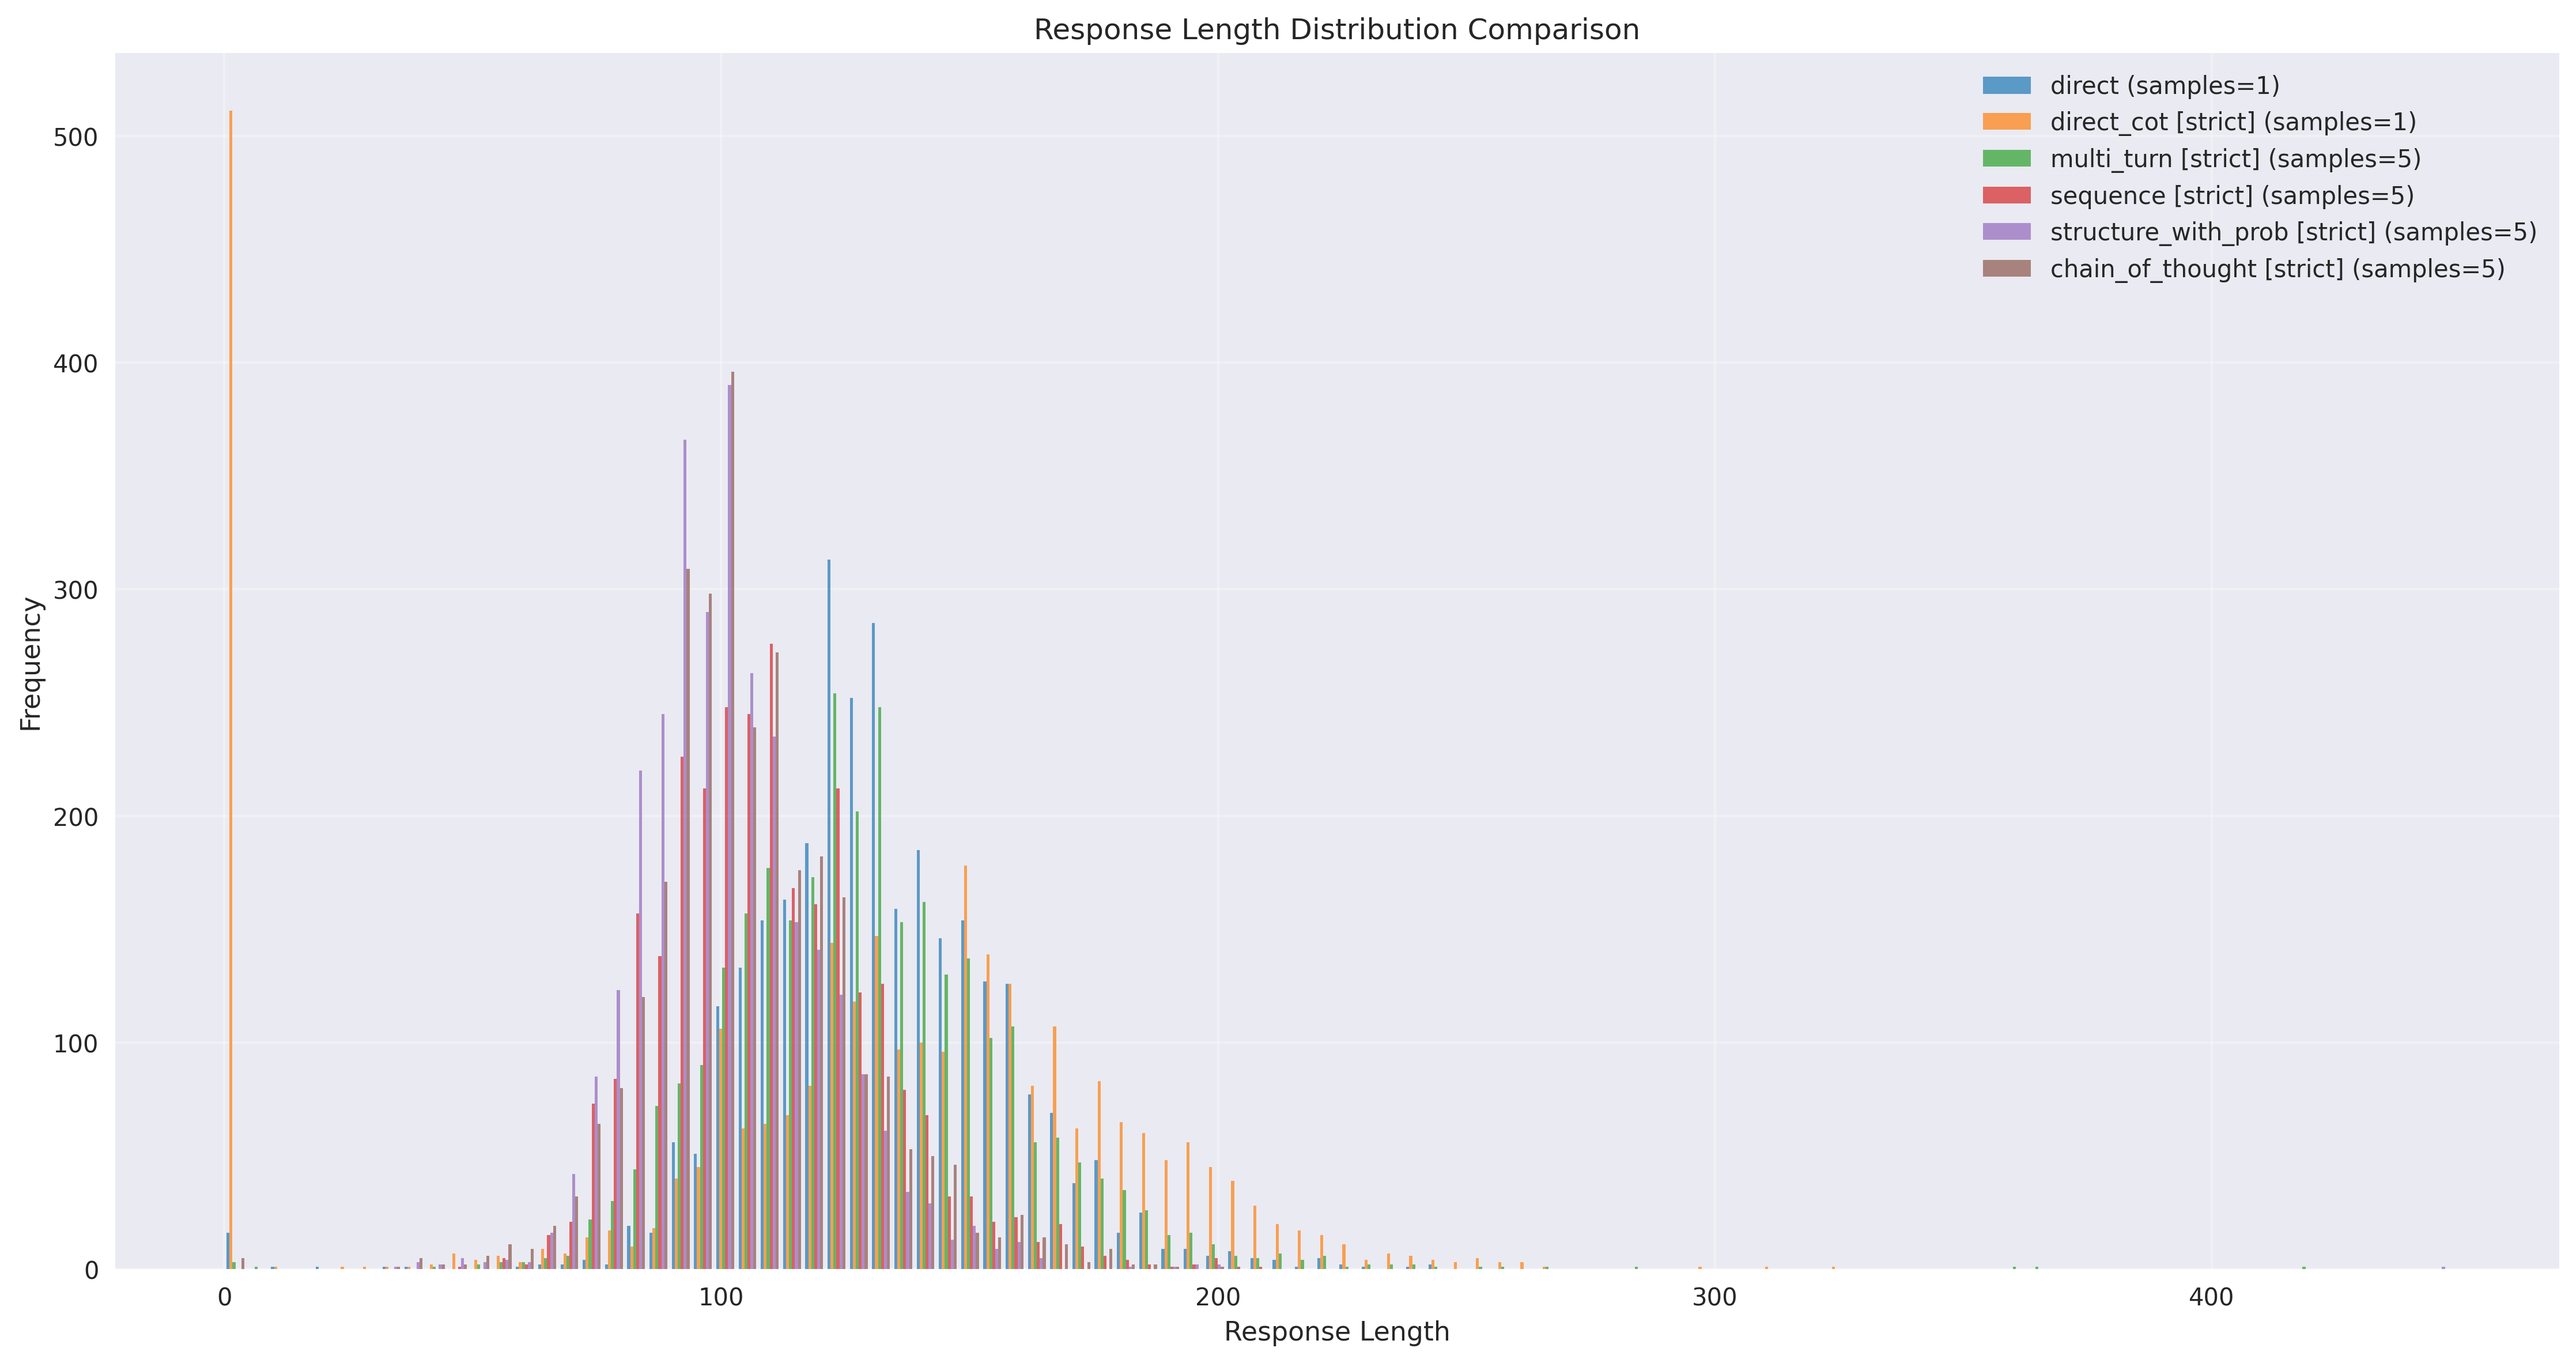 Response Length Distribution Comparison
direct (samples=1)
direct_cot [strict] (samples=1)
multi_turn [strict] (samples=5)
sequence [strict] (samples=5)
structure_with_prob [strict] (samples=5)
chain_of_thought [strict] (samples=5)
Frequency
500
400
300
200
100
0
0 100 200 300 400
Response Length